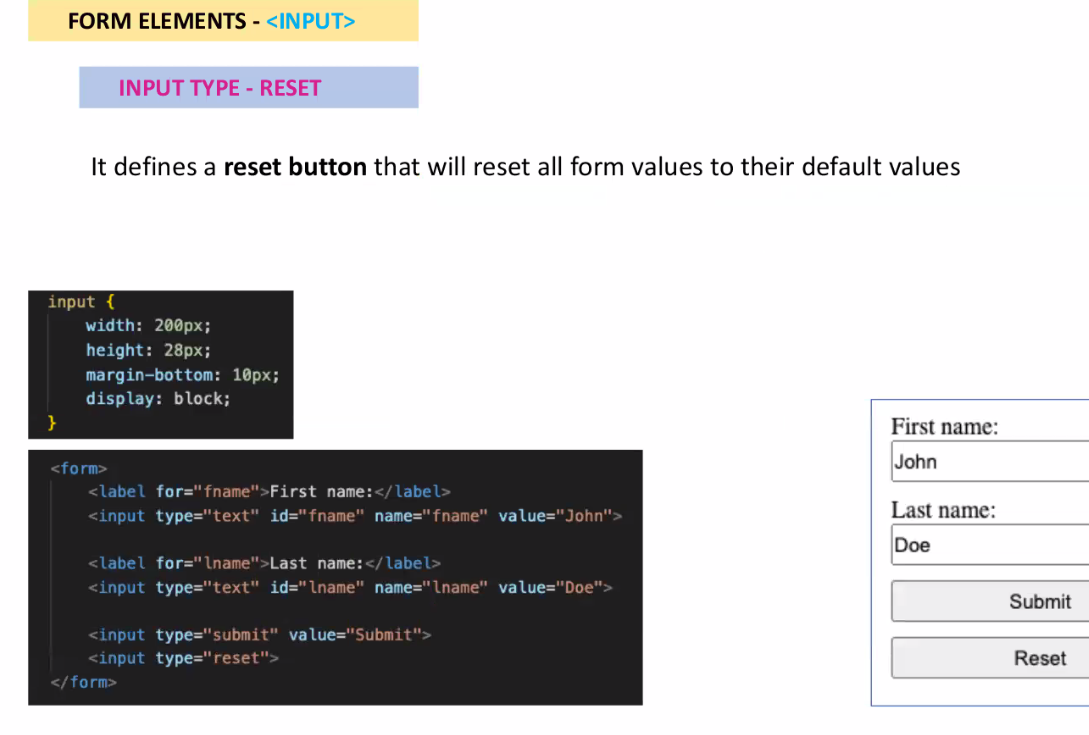 FORM ELEMENTS - <INPUT>
INPUT TYPE - RESET
It defines a reset button that will reset all form values to their default values
input {
    width: 200px;
    height: 28px;
    margin-bottom: 10px;
    display: block;
}
<form>
    <label for="fname">First name:</label>
    <input type="text" id="fname" name="fname" value="John">
    <label for="lname">Last name:</label>
    <input type="text" id="lname" name="lname" value="Doe">
    <input type="submit" value="Submit">
    <input type="reset">
</form>
First name:
John
Last name:
Doe
Submit
Reset